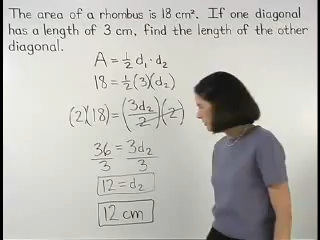 The area of a rhombus is 18 cm². If one diagonal
has a length of 3 cm, find the length of the other
diagonal.
A = ½ d₁ · d₂
18 = ½ (3)(d₂)
(2)(18) = (3d₂/2)(2)
36/3 = 3d₂/3
12 = d₂
12 cm